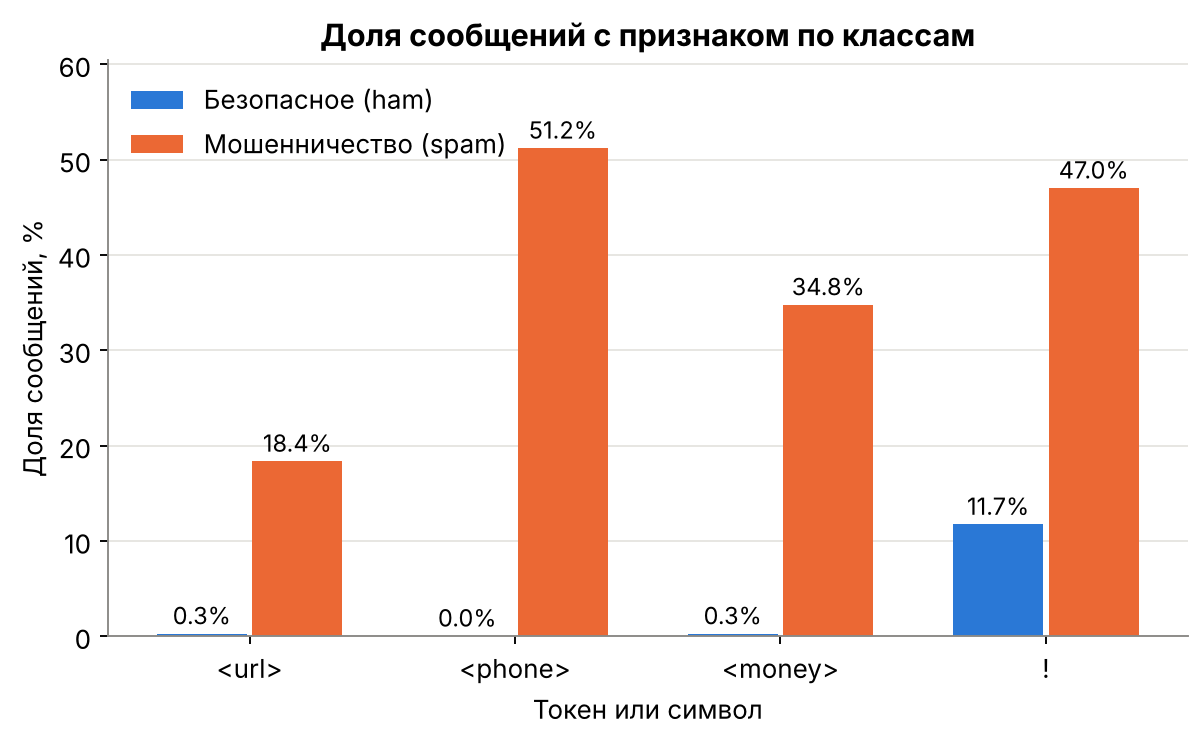 Доля сообщений с признаком по классам
Безопасное (ham)
Мошенничество (spam)
Доля сообщений, %
60
50
40
30
20
10
0
0.3%
18.4%
0.0%
51.2%
0.3%
34.8%
11.7%
47.0%
<url>
<phone>
<money>
!
Токен или символ